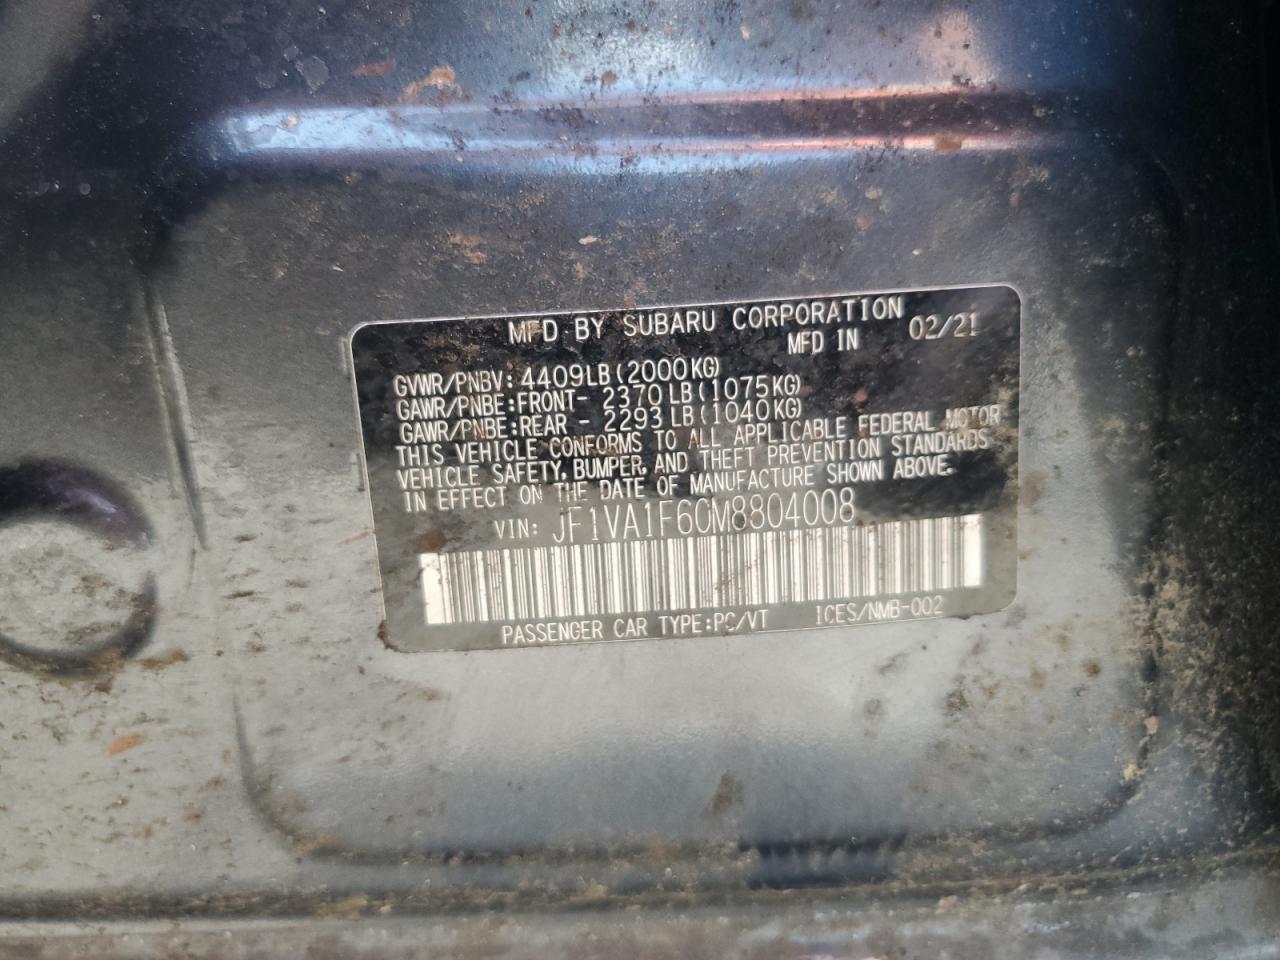 MFD BY SUBARU CORPORATION
MFD IN 02/21
GVWR/PNBV: 4409LB(2000KG)
GAWR/PNBE:FRONT- 2370LB(1075KG)
GAWR/PNBE:REAR - 2293LB(1040KG)
THIS VEHICLE CONFORMS TO ALL APPLICABLE FEDERAL MOTOR
VEHICLE SAFETY, BUMPER, AND THEFT PREVENTION STANDARDS
IN EFFECT ON THE DATE OF MANUFACTURE SHOWN ABOVE.
VIN: JF1VA1F60M8804008
PASSENGER CAR TYPE:PC/VT ICES/NMB-002